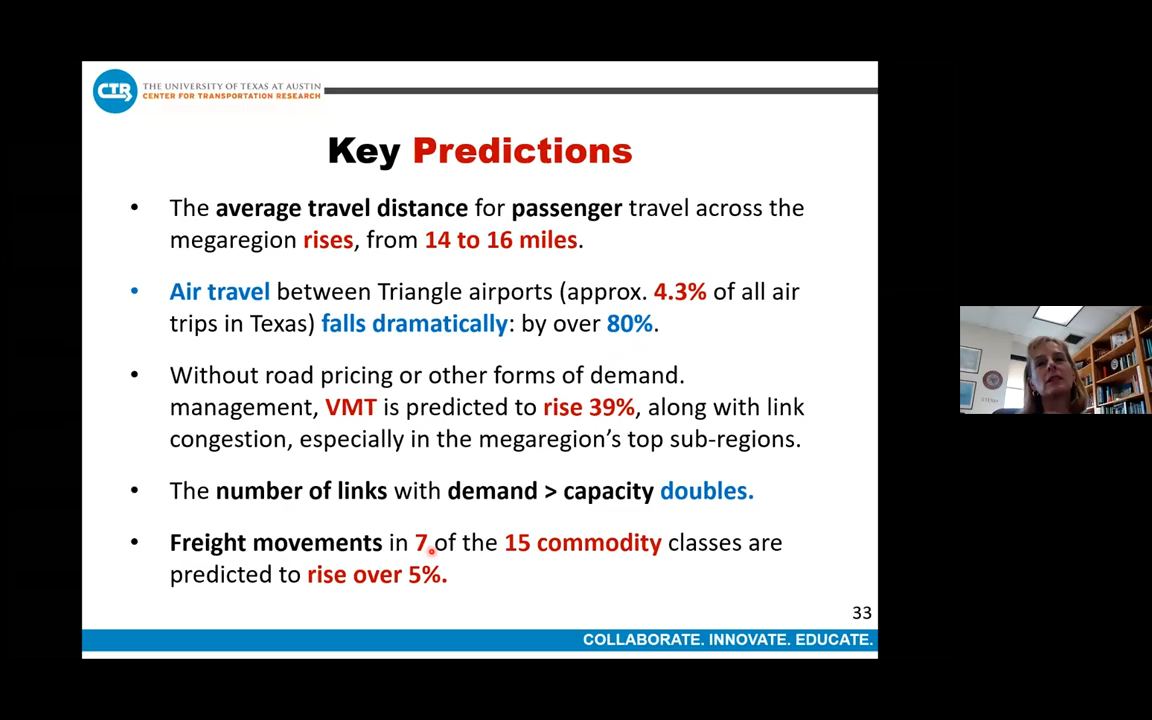 CTR THE UNIVERSITY OF TEXAS AT AUSTIN
CENTER FOR TRANSPORTATION RESEARCH
Key Predictions
• The average travel distance for passenger travel across the
megaregion rises, from 14 to 16 miles.
• Air travel between Triangle airports (approx. 4.3% of all air
trips in Texas) falls dramatically: by over 80%.
• Without road pricing or other forms of demand.
management, VMT is predicted to rise 39%, along with link
congestion, especially in the megaregion’s top sub-regions.
• The number of links with demand > capacity doubles.
• Freight movements in 7 of the 15 commodity classes are
predicted to rise over 5%.
33
COLLABORATE. INNOVATE. EDUCATE.